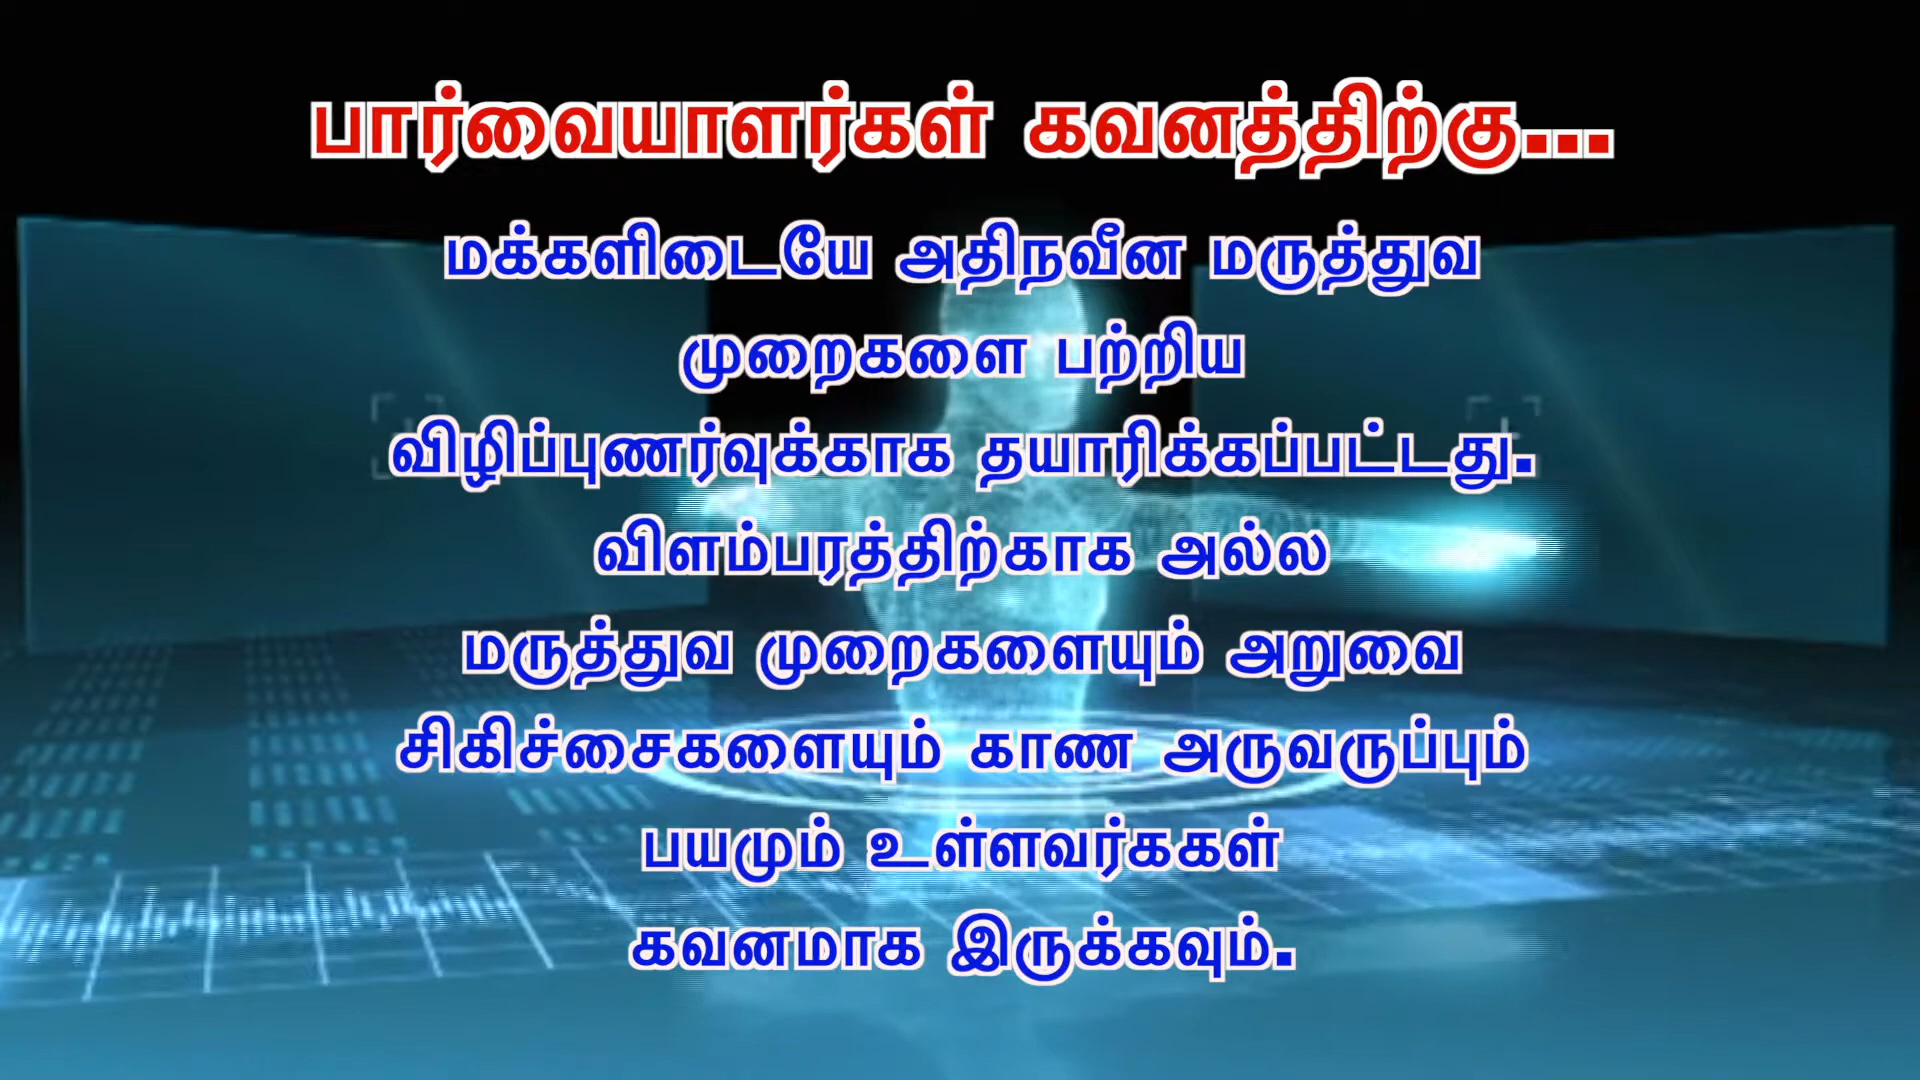 பார்வையாளர்கள் கவனத்திற்கு...
மக்களிடையே அதிநவீன மருத்துவ
முறைகளை பற்றிய
விழிப்புணர்வுக்காக தயாரிக்கப்பட்டது.
விளம்பரத்திற்காக அல்ல
மருத்துவ முறைகளையும் அறுவை
சிகிச்சைகளையும் காண அருவருப்பும்
பயமும் உள்ளவர்ககள்
கவனமாக இருக்கவும்.